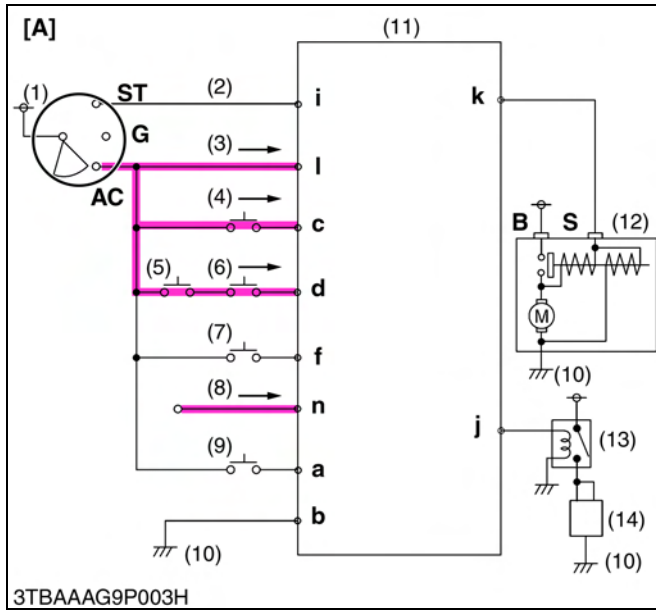 [A]
(11)
(1)
ST
(2)
i
k
G
(3)
l
AC
(4)
c
B
S
(12)
(5)
(6)
d
M
(7)
f
(8)
n
(10)
j
(13)
(9)
a
b
(14)
(10)
(10)
3TBAAAG9P003H